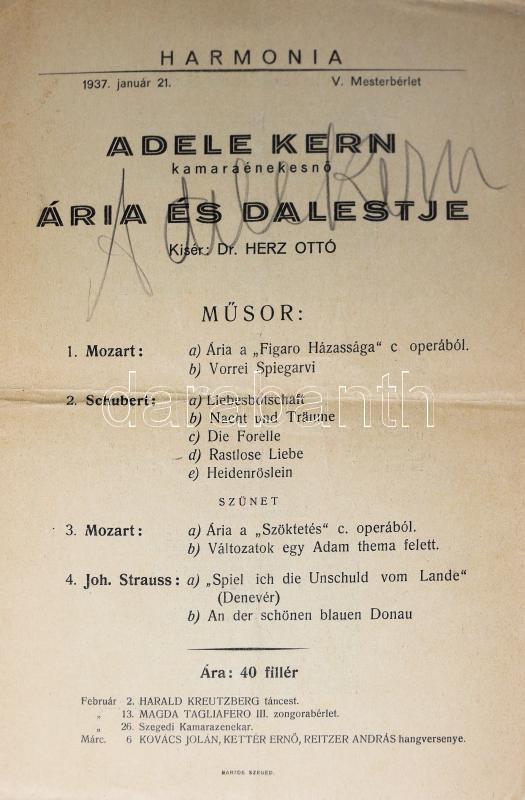 HARMONIA
1937. január 21. V. Mesterbérlet
ADELE KERN
kamaraénekesnő
Adele Kern
ÁRIA ÉS DALESTJE
Kisér: Dr. HERZ OTTÓ
MŰSOR:
1. Mozart: a) Ária a „Figaro Házassága" c operából.
b) Vorrei Spiegarvi
2. Schubert: a) Liebesbotschaft
darabanth
b) Nacht und Träume
c) Die Forelle
d) Rastlose Liebe
e) Heidenröslein
SZÜNET
3. Mozart: a) Ária a „Szöktetés" c. operából.
b) Változatok egy Adam thema felett.
4. Joh. Strauss: a) „Spiel ich die Unschuld vom Lande"
(Denevér)
b) An der schönen blauen Donau
Ára: 40 fillér
Február 2. HARALD KREUTZBERG táncest.
„ 13. MAGDA TAGLIAFERO III. zongorabérlet.
„ 26. Szegedi Kamarazenekar.
Márc. 6 KOVÁCS JOLÁN, KETTÉR ERNŐ, REITZER ANDRÁS hangversenye.
BARTOS SZEGED.